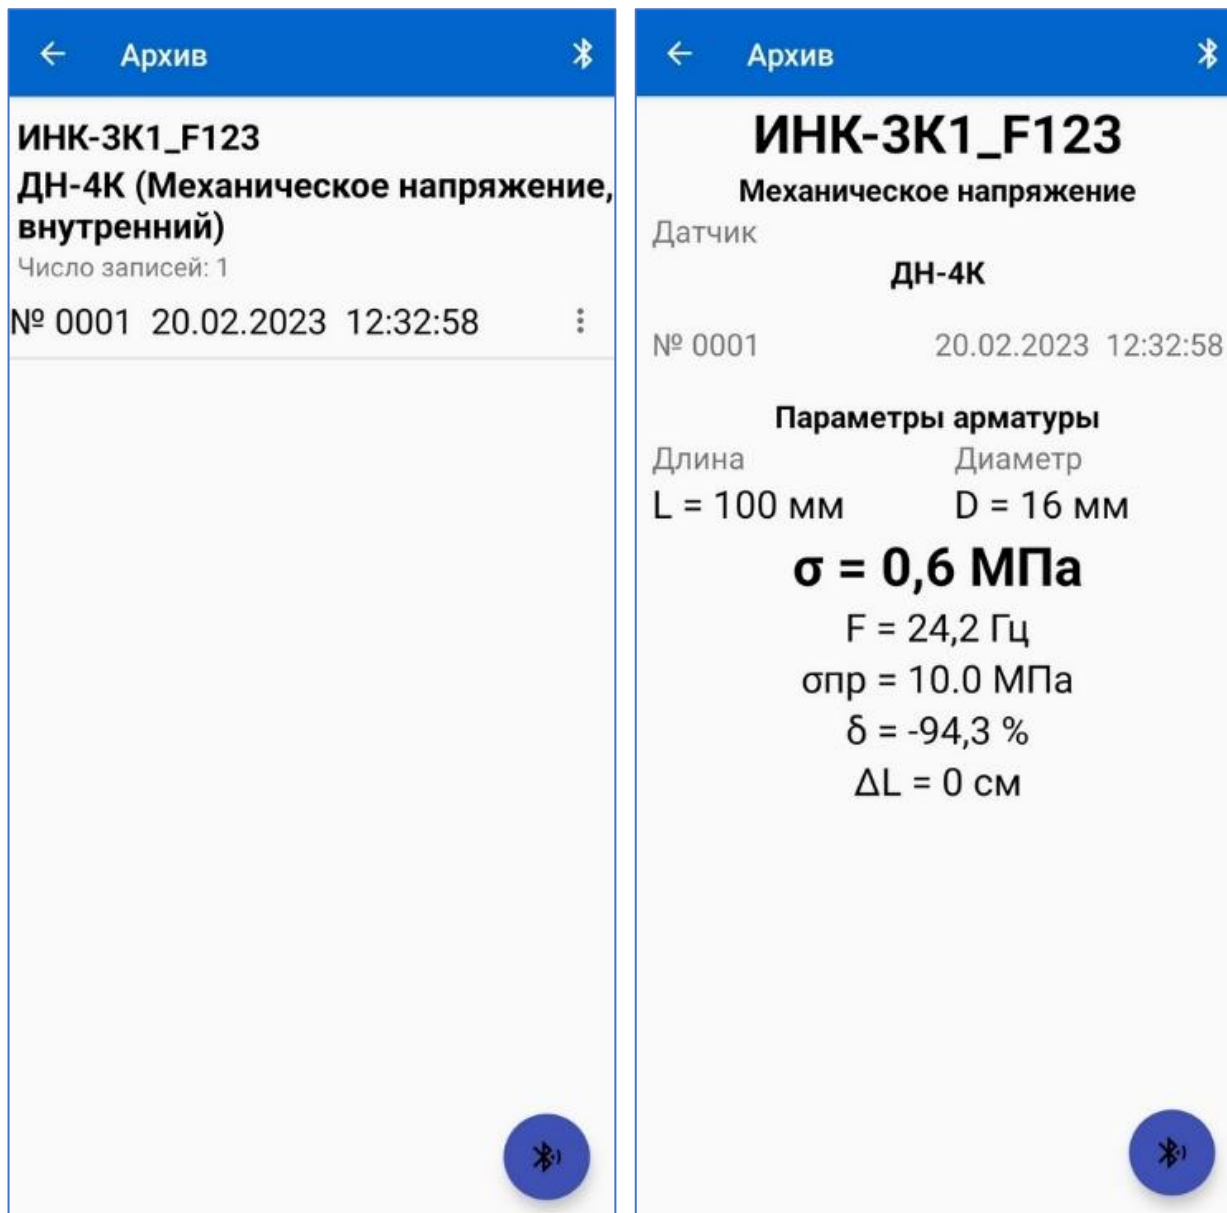 Архив
ИНК-3К1_F123
ДН-4К (Механическое напряжение,
внутренний)
Число записей: 1
№ 0001 20.02.2023 12:32:58
Архив
ИНК-3К1_F123
Механическое напряжение
Датчик
ДН-4К
№ 0001 20.02.2023 12:32:58
Параметры арматуры
Длина Диаметр
L = 100 мм D = 16 мм
σ = 0,6 МПа
F = 24,2 Гц
σпр = 10.0 МПа
δ = -94,3 %
ΔL = 0 см